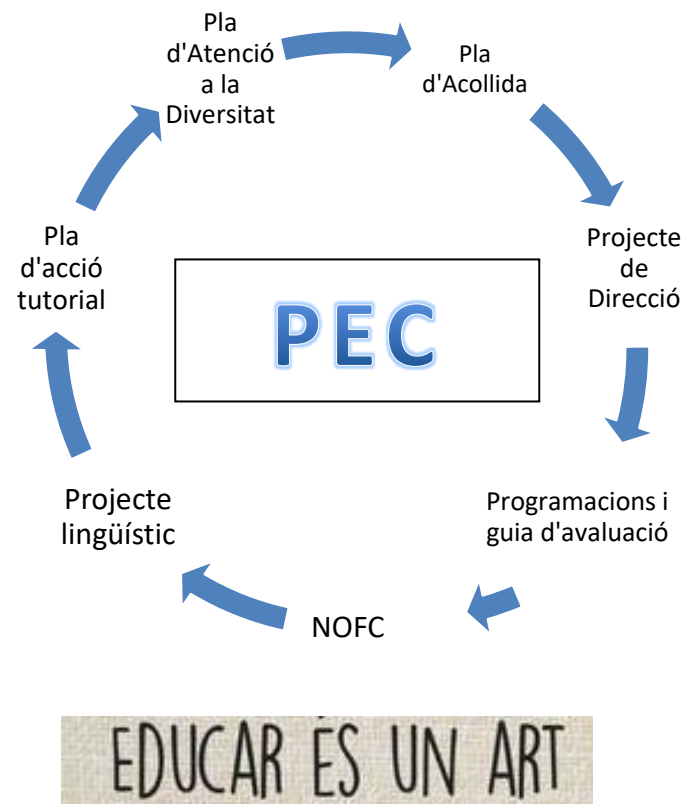 Pla
d'Atenció
a la
Diversitat
Pla
d'Acollida
Projecte
de
Direcció
Programacions i
guia d'avaluació
NOFC
Projecte
lingüístic
Pla
d'acció
tutorial
PEC
EDUCAR ÉS UN ART